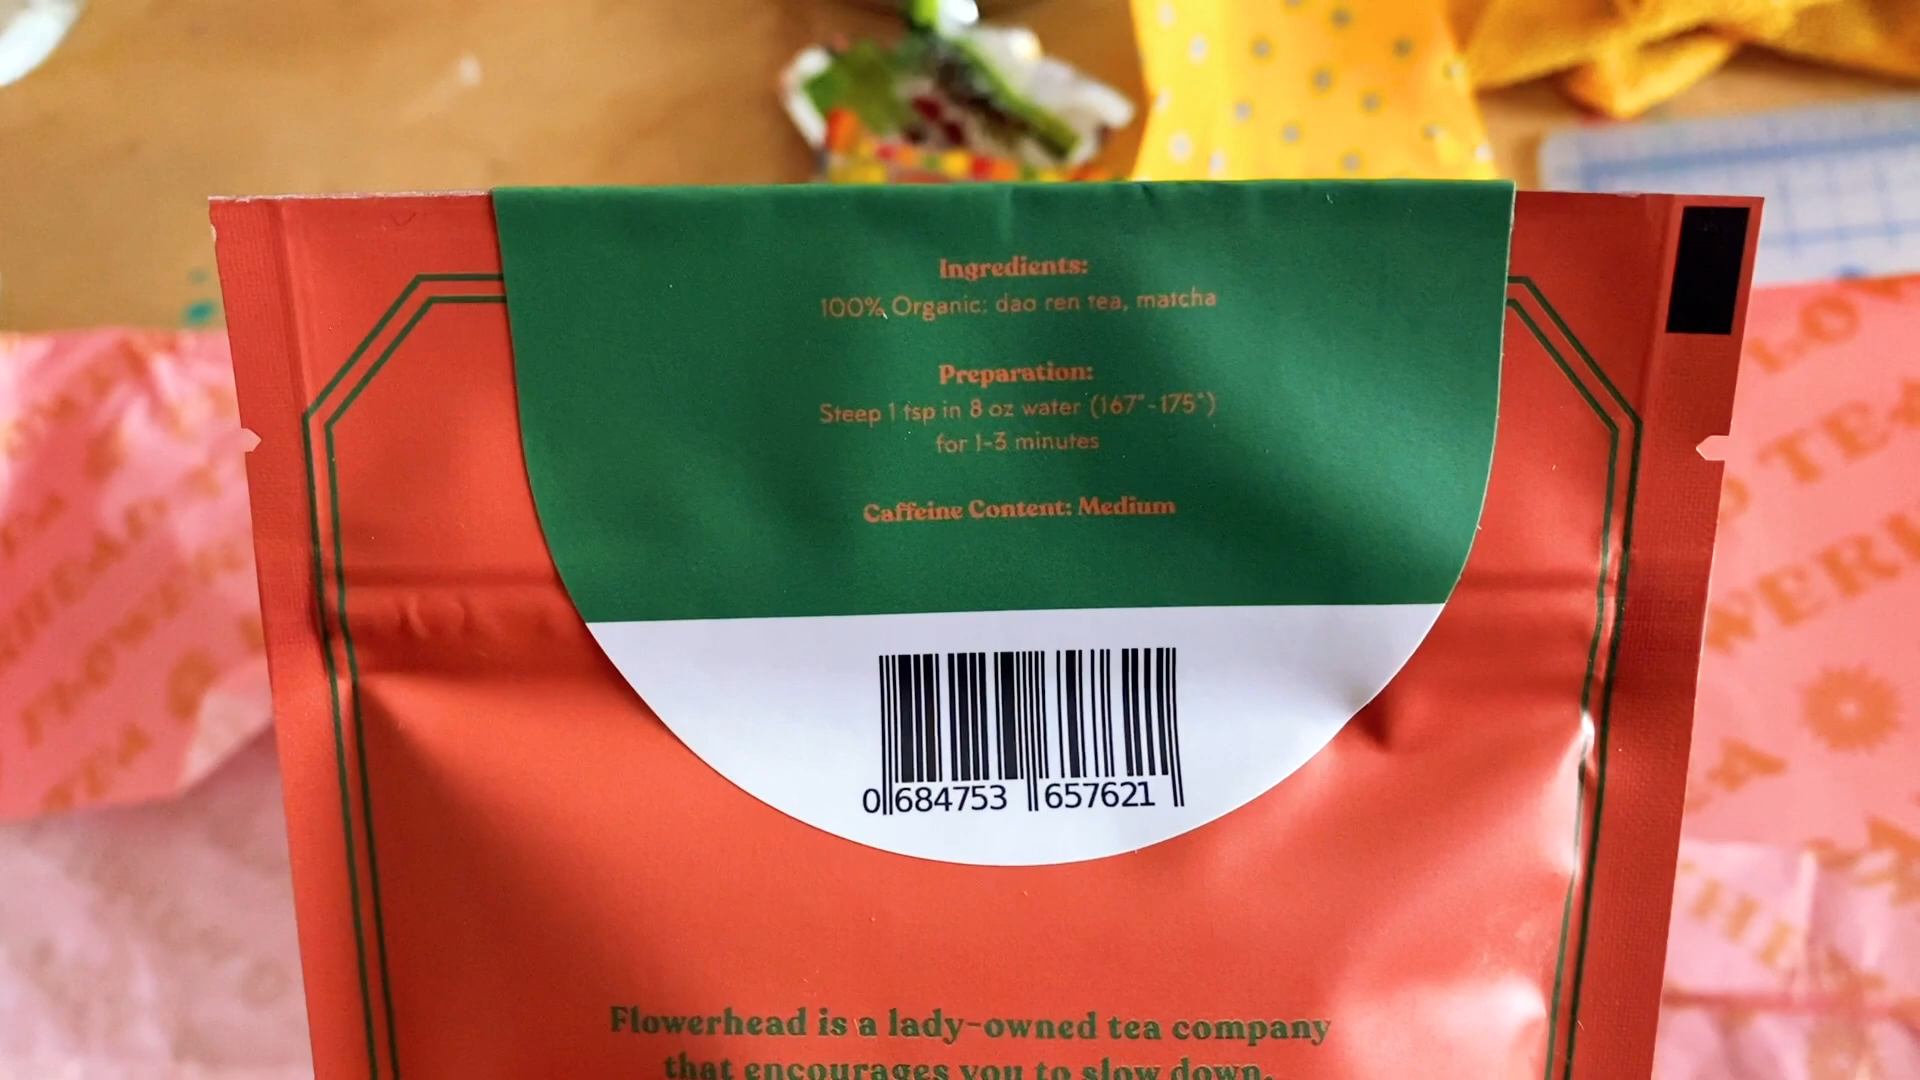 Ingredients:
100% Organic: dao ren tea, matcha
Preparation:
Steep 1 tsp in 8 oz water (167°-175°)
for 1-3 minutes
Caffeine Content: Medium
0 684753 657621
Flowerhead is a lady-owned tea company
that encourages you to slow down,